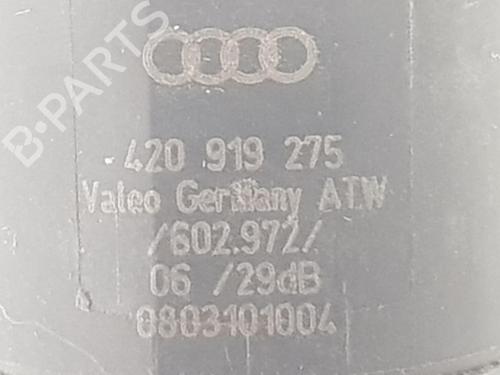 420 919 275
Valeo Germany ATW
/602.972/
06 /29dB
0803101004
B-PARTS